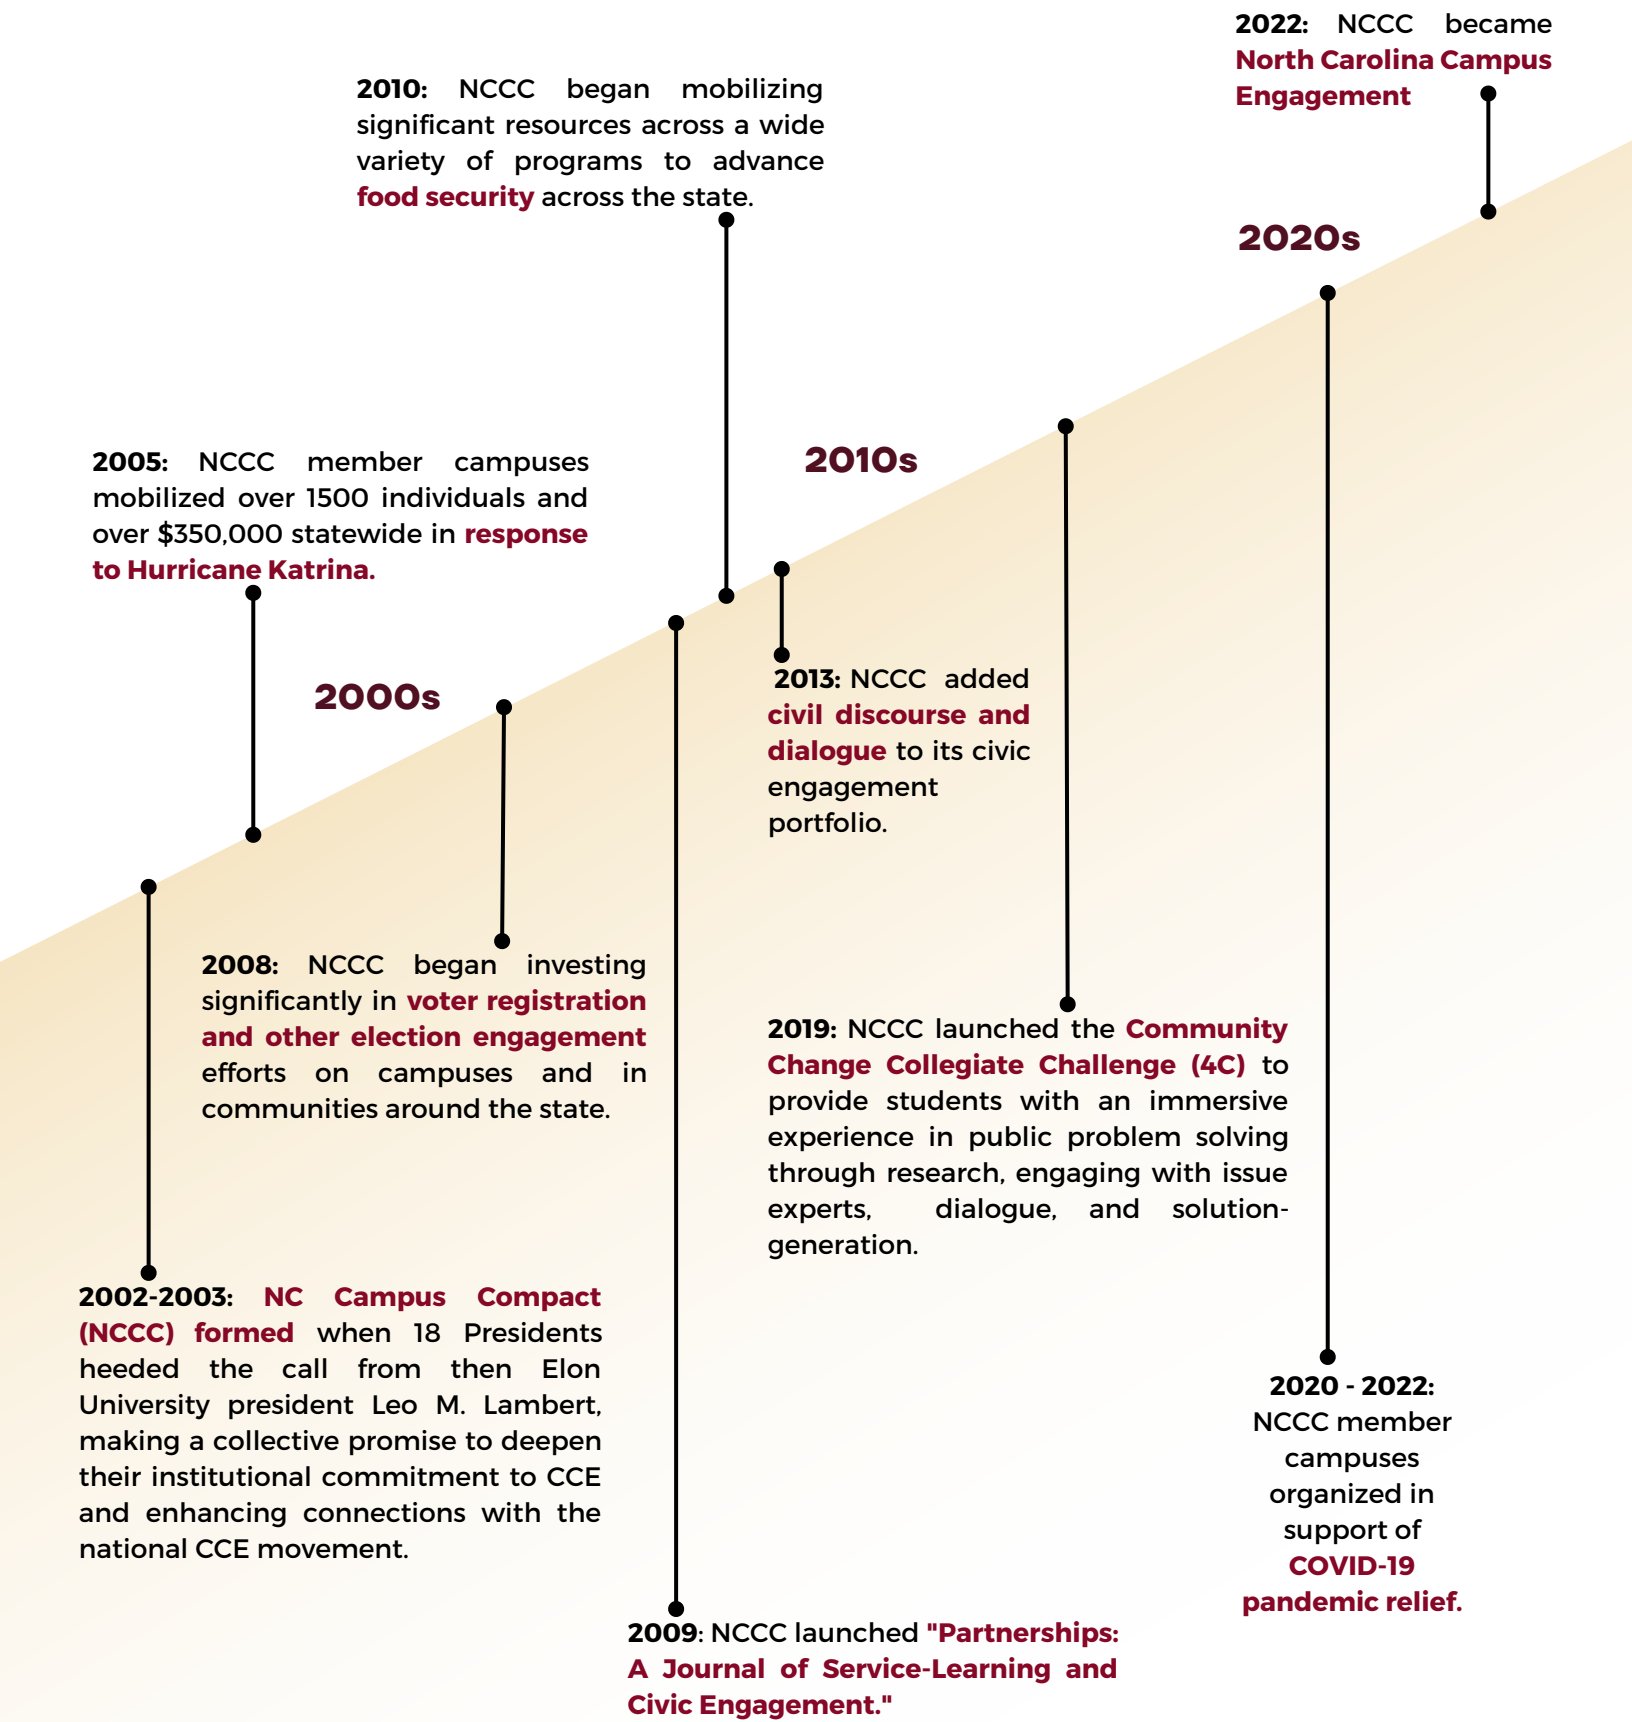 2022: NCCC became
North Carolina Campus
Engagement
2010: NCCC began mobilizing
significant resources across a wide
variety of programs to advance
food security across the state.
2020s
2005: NCCC member campuses
mobilized over 1500 individuals and
over $350,000 statewide in response
to Hurricane Katrina.
2010s
2000s
2013: NCCC added
civil discourse and
dialogue to its civic
engagement
portfolio.
2008: NCCC began investing
significantly in voter registration
and other election engagement
efforts on campuses and in
communities around the state.
2019: NCCC launched the Community
Change Collegiate Challenge (4C) to
provide students with an immersive
experience in public problem solving
through research, engaging with issue
experts, dialogue, and solution-
generation.
2002-2003: NC Campus Compact
(NCCC) formed when 18 Presidents
heeded the call from then Elon
University president Leo M. Lambert,
making a collective promise to deepen
their institutional commitment to CCE
and enhancing connections with the
national CCE movement.
2020 - 2022:
NCCC member
campuses
organized in
support of
COVID-19
pandemic relief.
2009: NCCC launched "Partnerships:
A Journal of Service-Learning and
Civic Engagement."